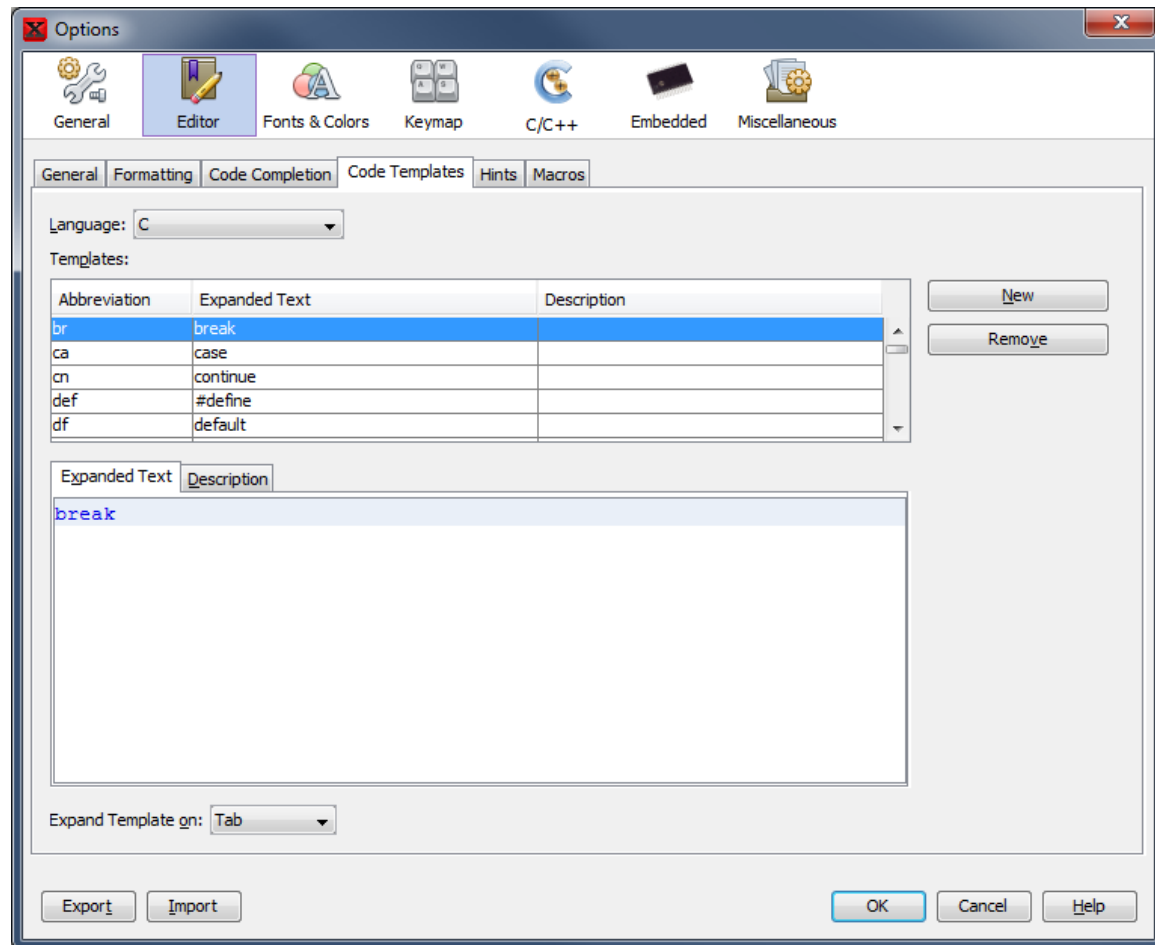 Options
General Editor Fonts & Colors Keymap C/C++ Embedded Miscellaneous
General Formatting Code Completion Code Templates Hints Macros
Language: C
Templates:
Abbreviation Expanded Text Description
New
br break
Remove
ca case
cn continue
def #define
df default
Expanded Text Description
break
Expand Template on: Tab
Export Import OK Cancel Help